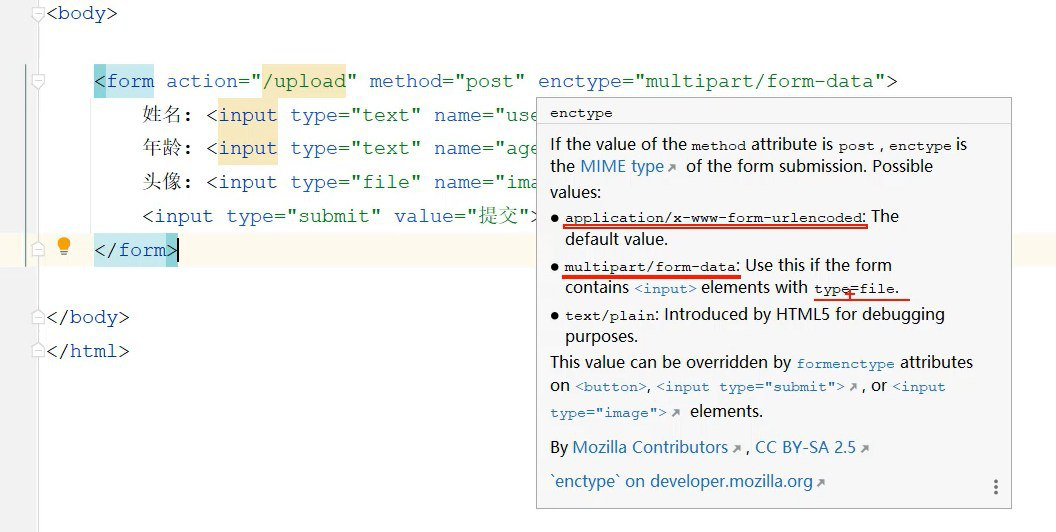 <body>
<form action="/upload" method="post" enctype="multipart/form-data">
姓名: <input type="text" name="use
年龄: <input type="text" name="age
头像: <input type="file" name="ima
<input type="submit" value="提交">
</form>
</body>
</html>
enctype
If the value of the method attribute is post , enctype is
the MIME type of the form submission. Possible
values:
● application/x-www-form-urlencoded: The
default value.
● multipart/form-data: Use this if the form
contains <input> elements with type=file.
● text/plain: Introduced by HTML5 for debugging
purposes.
This value can be overridden by formenctype attributes
on <button>, <input type="submit">, or <input
type="image"> elements.
By Mozilla Contributors , CC BY-SA 2.5
`enctype` on developer.mozilla.org